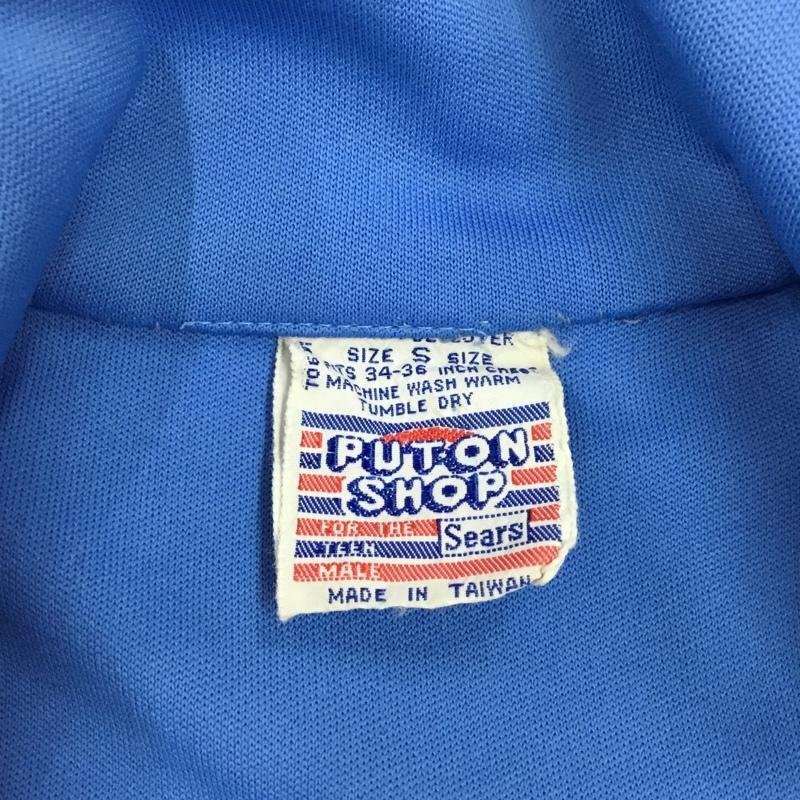 SIZE S SIZE
34-36 INCH CHEST
MACHINE WASH WARM
TUMBLE DRY
PUT-ON
SHOP
FOR THE
TEEN
MALE
Sears
MADE IN TAIWAN